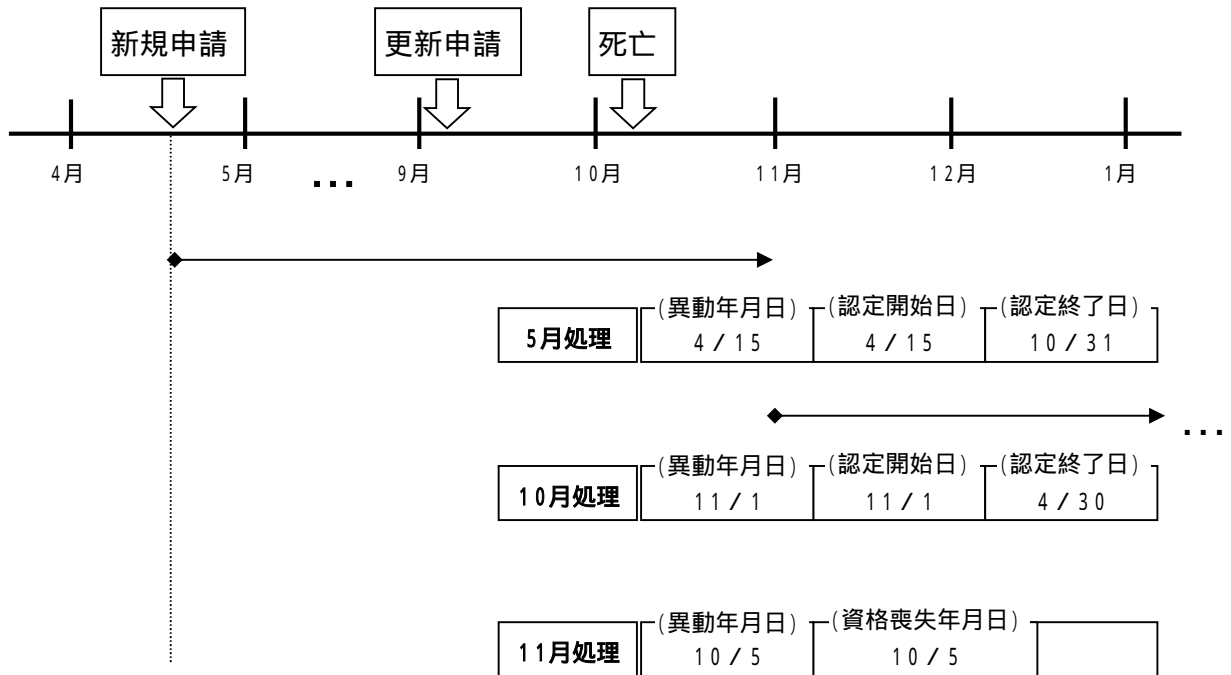 新規申請 更新申請 死亡
4月 5月 ... 9月 10月 11月 12月 1月
(異動年月日) (認定開始日) (認定終了日)
5月処理 4/15 4/15 10/31
...
(異動年月日) (認定開始日) (認定終了日)
10月処理 11/1 11/1 4/30
(異動年月日) (資格喪失年月日)
11月処理 10/5 10/5